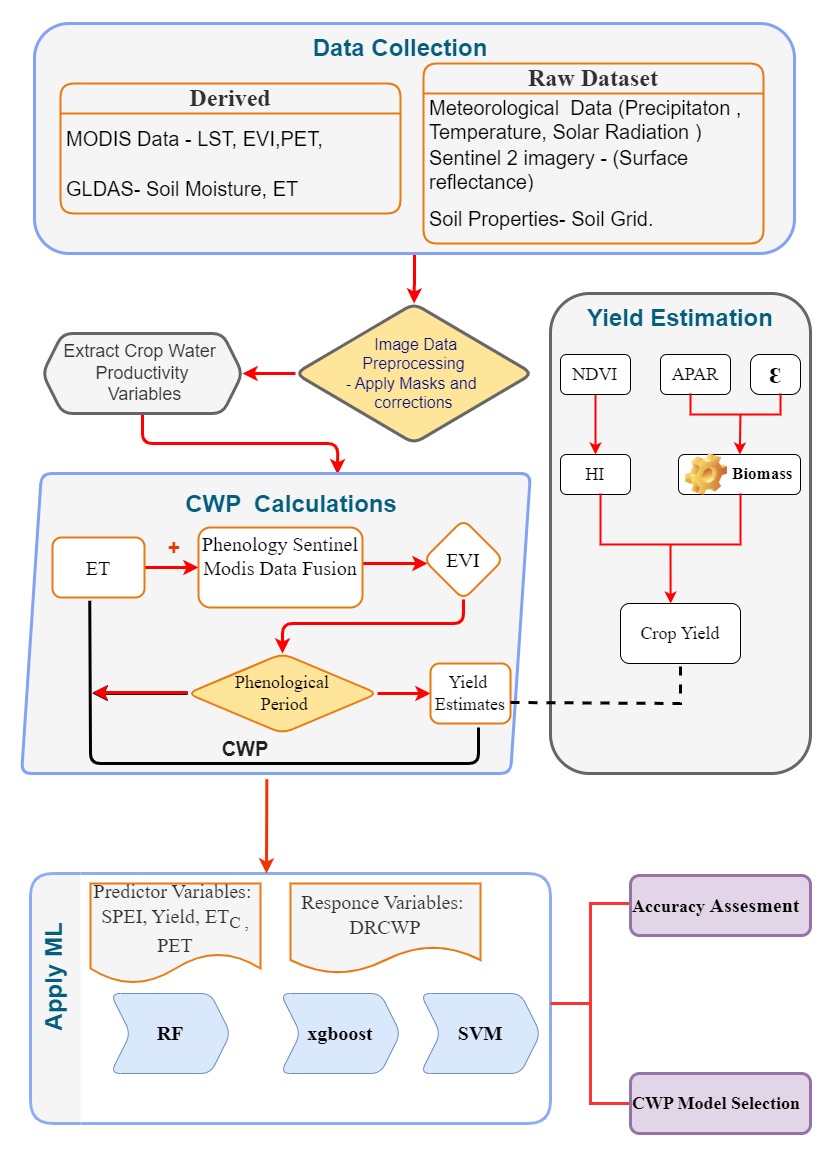 Data Collection
Derived
MODIS Data - LST, EVI,PET,
GLDAS- Soil Moisture, ET
Raw Dataset
Meteorological Data (Precipitaton ,
Temperature, Solar Radiation )
Sentinel 2 imagery - (Surface
reflectance)
Soil Properties- Soil Grid.
Image Data
Preprocessing
- Apply Masks and
corrections
Extract Crop Water
Productivity
Variables
Yield Estimation
NDVI
APAR
ε
HI
Biomass
Crop Yield
CWP Calculations
ET
+
Phenology Sentinel
Modis Data Fusion
EVI
Phenological
Period
Yield
Estimates
CWP
Apply ML
Predictor Variables:
SPEI, Yield, ETC ,
PET
Responce Variables:
DRCWP
RF
xgboost
SVM
Accuracy Assesment
CWP Model Selection